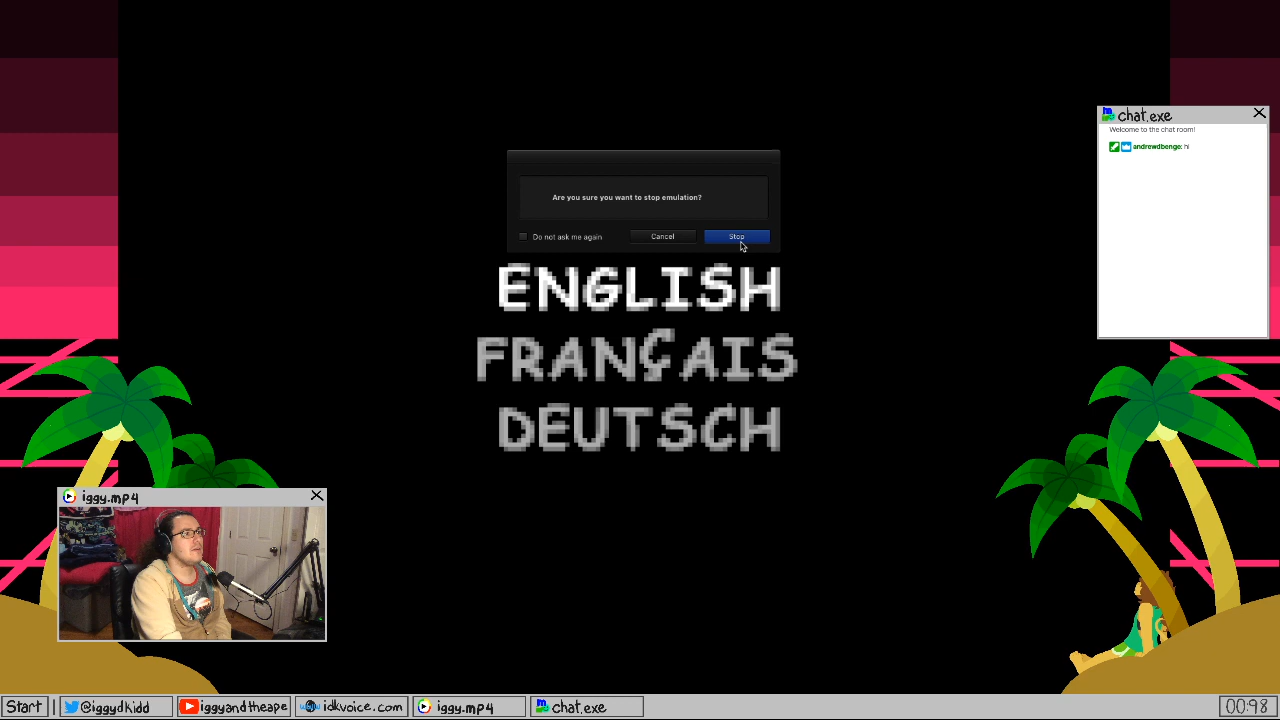 chat.exe
Welcome to the chat room!
andrewdbenge: hi
Are you sure you want to stop emulation?
Do not ask me again
Cancel
Stop
ENGLISH
FRANÇAIS
DEUTSCH
iggy.mp4
Start
@iggydkidd
iggyandtheape
idkvoice.com
iggy.mp4
chat.exe
00:98